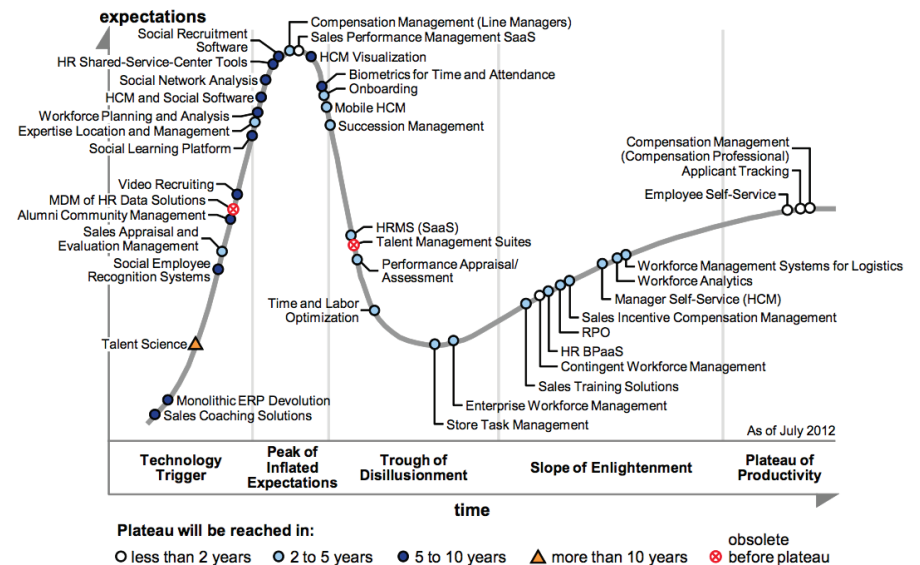 expectations
Social Recruitment
Software
HR Shared-Service-Center Tools
Social Network Analysis
HCM and Social Software
Workforce Planning and Analysis
Expertise Location and Management
Social Learning Platform
Video Recruiting
MDM of HR Data Solutions
Alumni Community Management
Sales Appraisal and
Evaluation Management
Social Employee
Recognition Systems
Talent Science
Monolithic ERP Devolution
Sales Coaching Solutions
Compensation Management (Line Managers)
Sales Performance Management SaaS
HCM Visualization
Biometrics for Time and Attendance
Onboarding
Mobile HCM
Succession Management
HRMS (SaaS)
Talent Management Suites
Performance Appraisal/
Assessment
Time and Labor
Optimization
Compensation Management
(Compensation Professional)
Applicant Tracking
Employee Self-Service
Workforce Management Systems for Logistics
Workforce Analytics
Manager Self-Service (HCM)
Sales Incentive Compensation Management
RPO
HR BPaaS
Contingent Workforce Management
Sales Training Solutions
Enterprise Workforce Management
Store Task Management
As of July 2012
Technology
Trigger
Peak of
Inflated
Expectations
Trough of
Disillusionment
Slope of Enlightenment
Plateau of
Productivity
time
Plateau will be reached in:
less than 2 years
2 to 5 years
5 to 10 years
more than 10 years
obsolete
before plateau